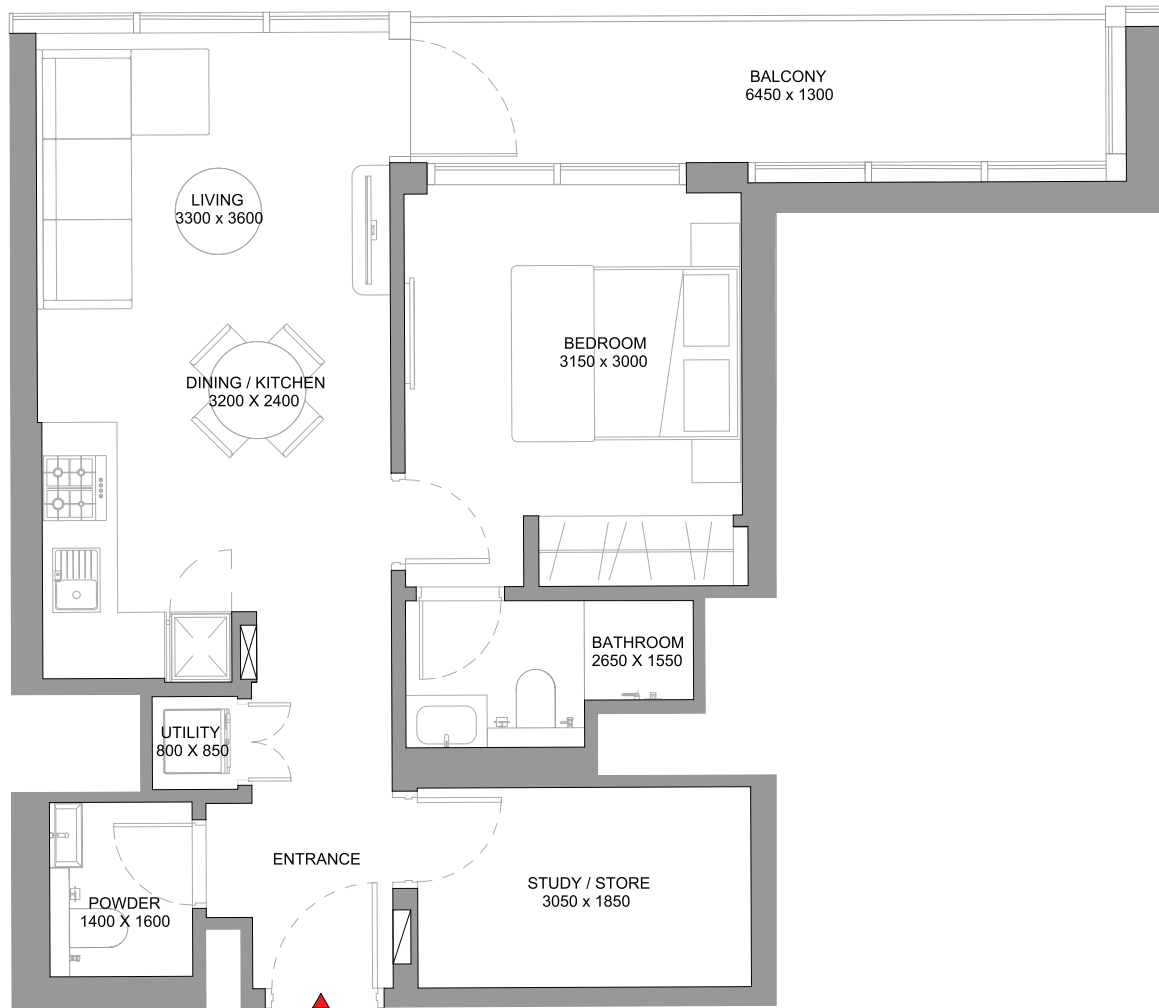 BALCONY
6450 x 1300
LIVING
3300 x 3600
BEDROOM
3150 x 3000
DINING / KITCHEN
3200 X 2400
BATHROOM
2650 X 1550
UTILITY
800 X 850
ENTRANCE
STUDY / STORE
3050 x 1850
POWDER
1400 X 1600